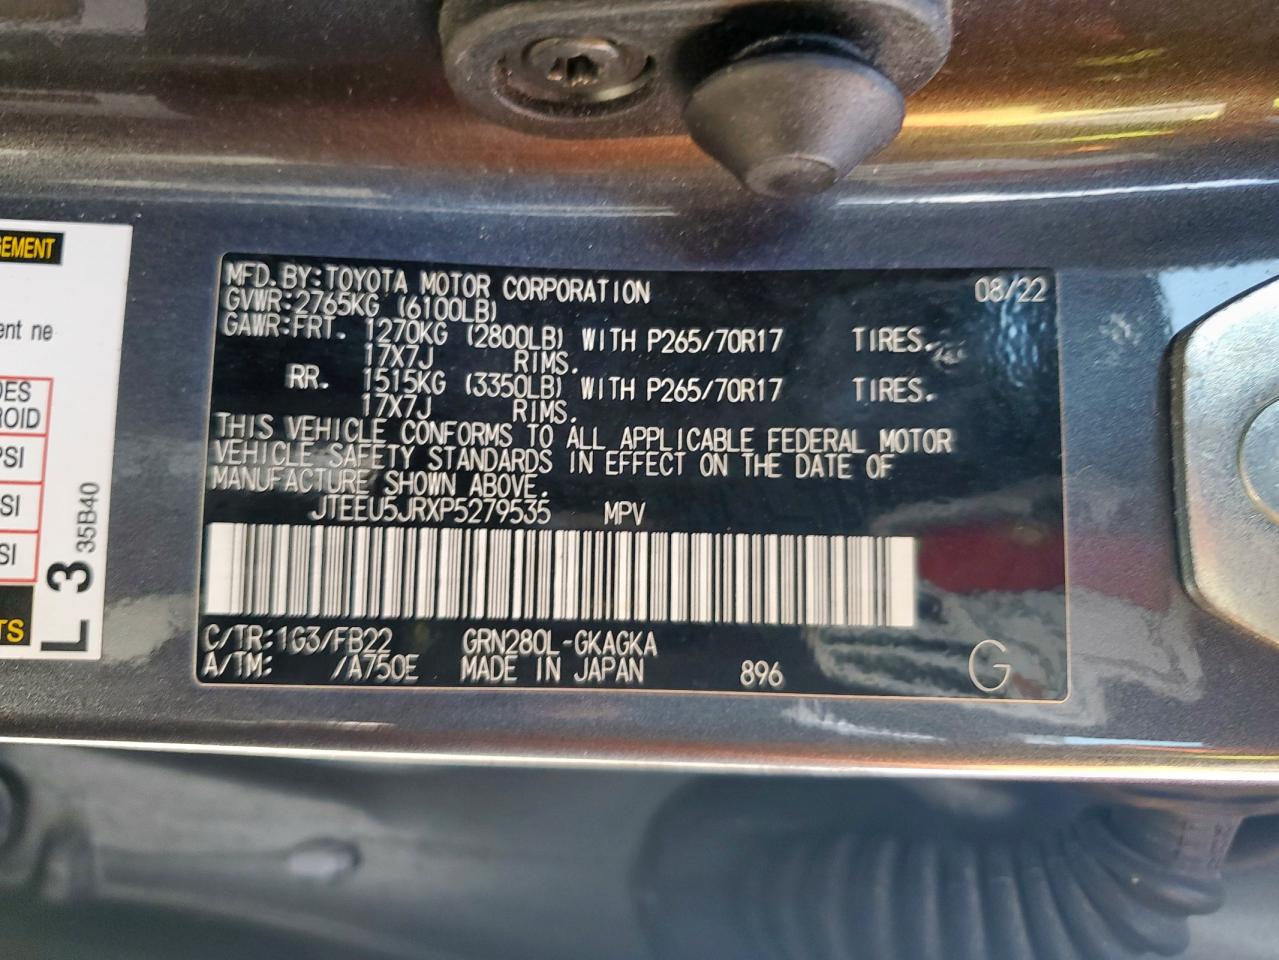 GEMENT
ent ne
DES
ROID
PSI
SI
SI
TS
L 3 35B40
MFD.BY:TOYOTA MOTOR CORPORATION 08/22
GVWR:2765KG (6100LB)
GAWR:FRT. 1270KG (2800LB) WITH P265/70R17 TIRES.
17X7J RIMS.
RR. 1515KG (3350LB) WITH P265/70R17 TIRES.
17X7J RIMS.
THIS VEHICLE CONFORMS TO ALL APPLICABLE FEDERAL MOTOR
VEHICLE SAFETY STANDARDS IN EFFECT ON THE DATE OF
MANUFACTURE SHOWN ABOVE.
JTEEU5JRXP5279535 MPV
C/TR:1G3/FB22 GRN280L-GKAGKA
A/TM: /A750E MADE IN JAPAN 896 G